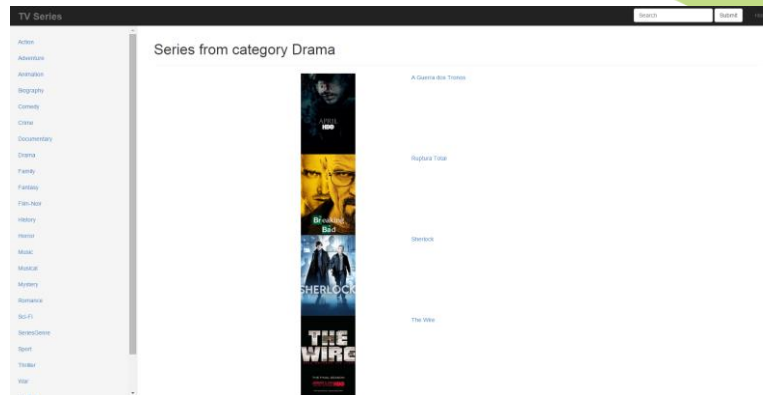 TV Series
Search
Submit
Action
Adventure
Animation
Biography
Comedy
Crime
Documentary
Drama
Family
Fantasy
Film-Noir
History
Horror
Music
Musical
Mystery
Romance
Sci-Fi
SeriesGenre
Sport
Thriller
War
Series from category Drama
APRIL
HBO
A Guerra dos Tronos
Breaking
Bad
Ruptura Total
SHERLOCK
Sherlock
THE
WIRE
The Wire